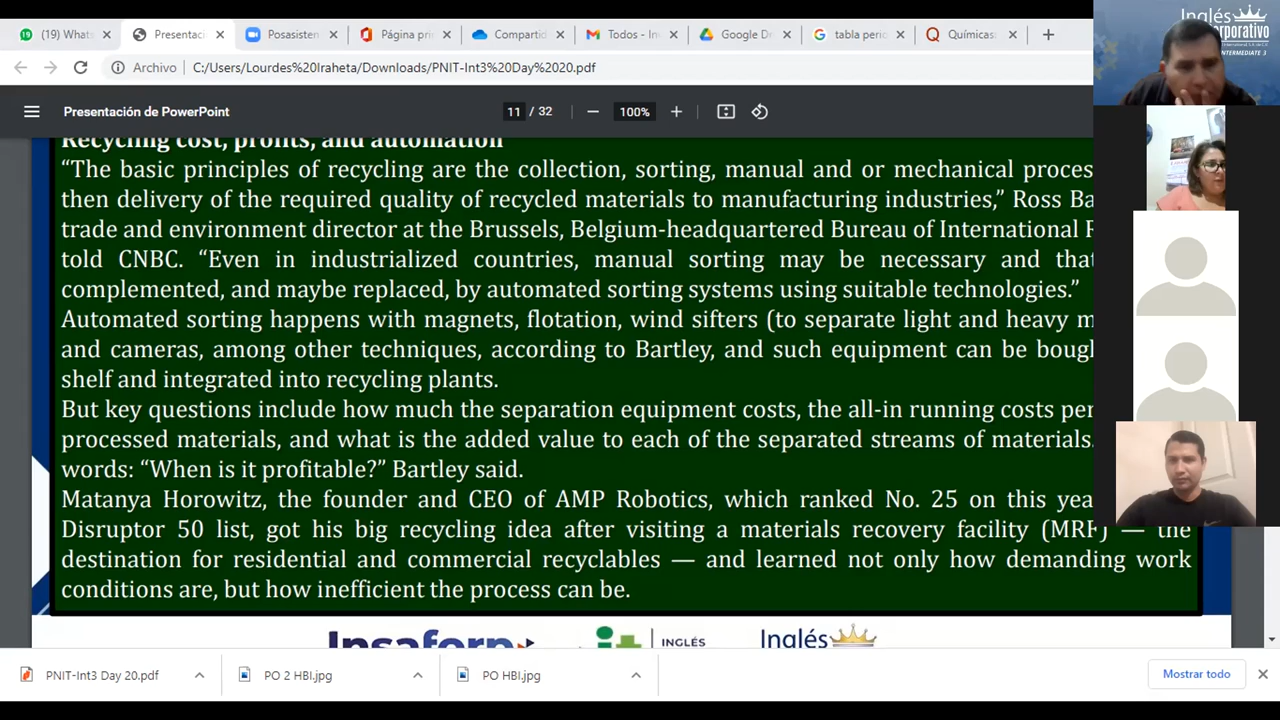 (19) Whats
Presentaci
Posasisten
Página pri
Compartid
Todos - In
Google D
tabla perio
Químicas
Inglés
orporativo
INTERMEDIATE 3
Archivo
C:/Users/Lourdes%20Iraheta/Downloads/PNIT-Int3%20Day%2020.pdf
Presentación de PowerPoint
11 / 32
100%
Recycling cost, profits, and automation
“The basic principles of recycling are the collection, sorting, manual and or mechanical proces
then delivery of the required quality of recycled materials to manufacturing industries,” Ross Ba
trade and environment director at the Brussels, Belgium-headquartered Bureau of International R
told CNBC. “Even in industrialized countries, manual sorting may be necessary and that
complemented, and maybe replaced, by automated sorting systems using suitable technologies.”
Automated sorting happens with magnets, flotation, wind sifters (to separate light and heavy m
and cameras, among other techniques, according to Bartley, and such equipment can be bough
shelf and integrated into recycling plants.
But key questions include how much the separation equipment costs, the all-in running costs per
processed materials, and what is the added value to each of the separated streams of materials.
words: “When is it profitable?” Bartley said.
Matanya Horowitz, the founder and CEO of AMP Robotics, which ranked No. 25 on this yea
Disruptor 50 list, got his big recycling idea after visiting a materials recovery facility (MRF) — the
destination for residential and commercial recyclables — and learned not only how demanding work
conditions are, but how inefficient the process can be.
Insaforp
it
INGLÉS
Inglés
PNIT-Int3 Day 20.pdf
PO 2 HBI.jpg
PO HBI.jpg
Mostrar todo